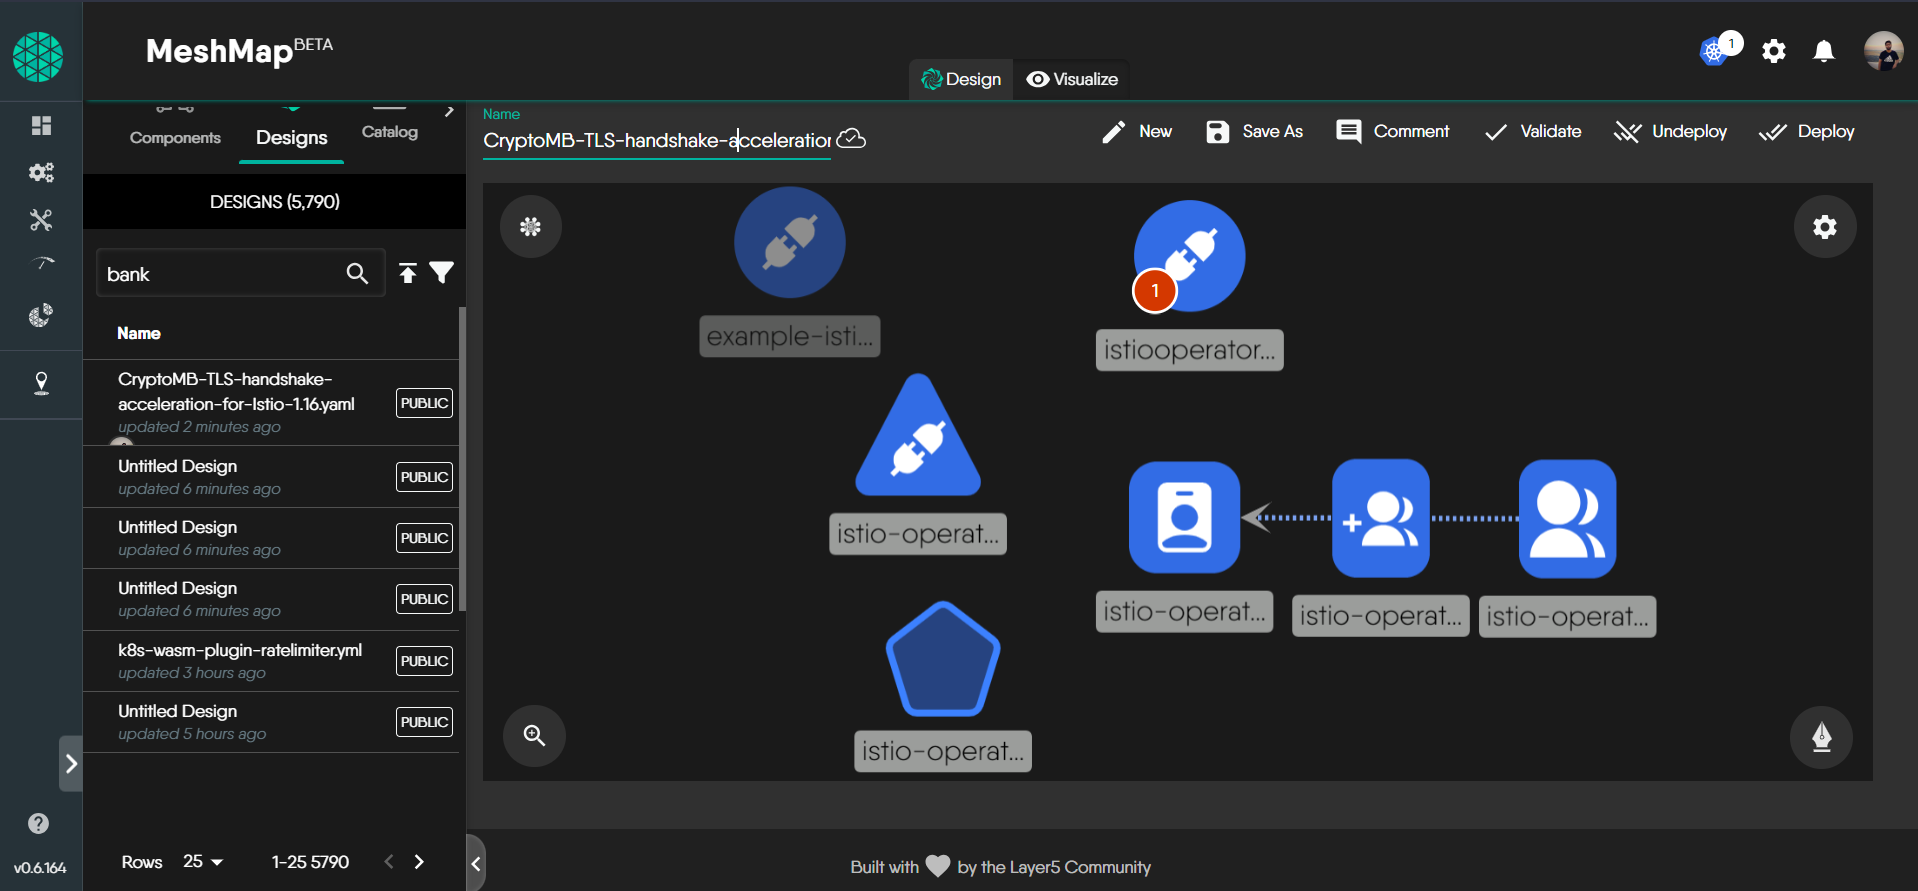 MeshMap BETA
1
Design
Visualize
Components
Designs
Catalog
DESIGNS (5,790)
bank
Name
CryptoMB-TLS-handshake-
acceleration-for-Istio-1.16.yaml
updated 2 minutes ago
PUBLIC
Untitled Design
updated 6 minutes ago
PUBLIC
Untitled Design
updated 6 minutes ago
PUBLIC
Untitled Design
updated 6 minutes ago
PUBLIC
k8s-wasm-plugin-ratelimiter.yml
updated 3 hours ago
PUBLIC
Untitled Design
updated 5 hours ago
PUBLIC
Rows 25 1-25 5790
v0.6.164
Name
CryptoMB-TLS-handshake-acceleration
New
Save As
Comment
Validate
Undeploy
Deploy
example-isti...
1
istiooperator...
istio-operat...
istio-operat...
istio-operat...
istio-operat...
istio-operat...
Built with by the Layer5 Community